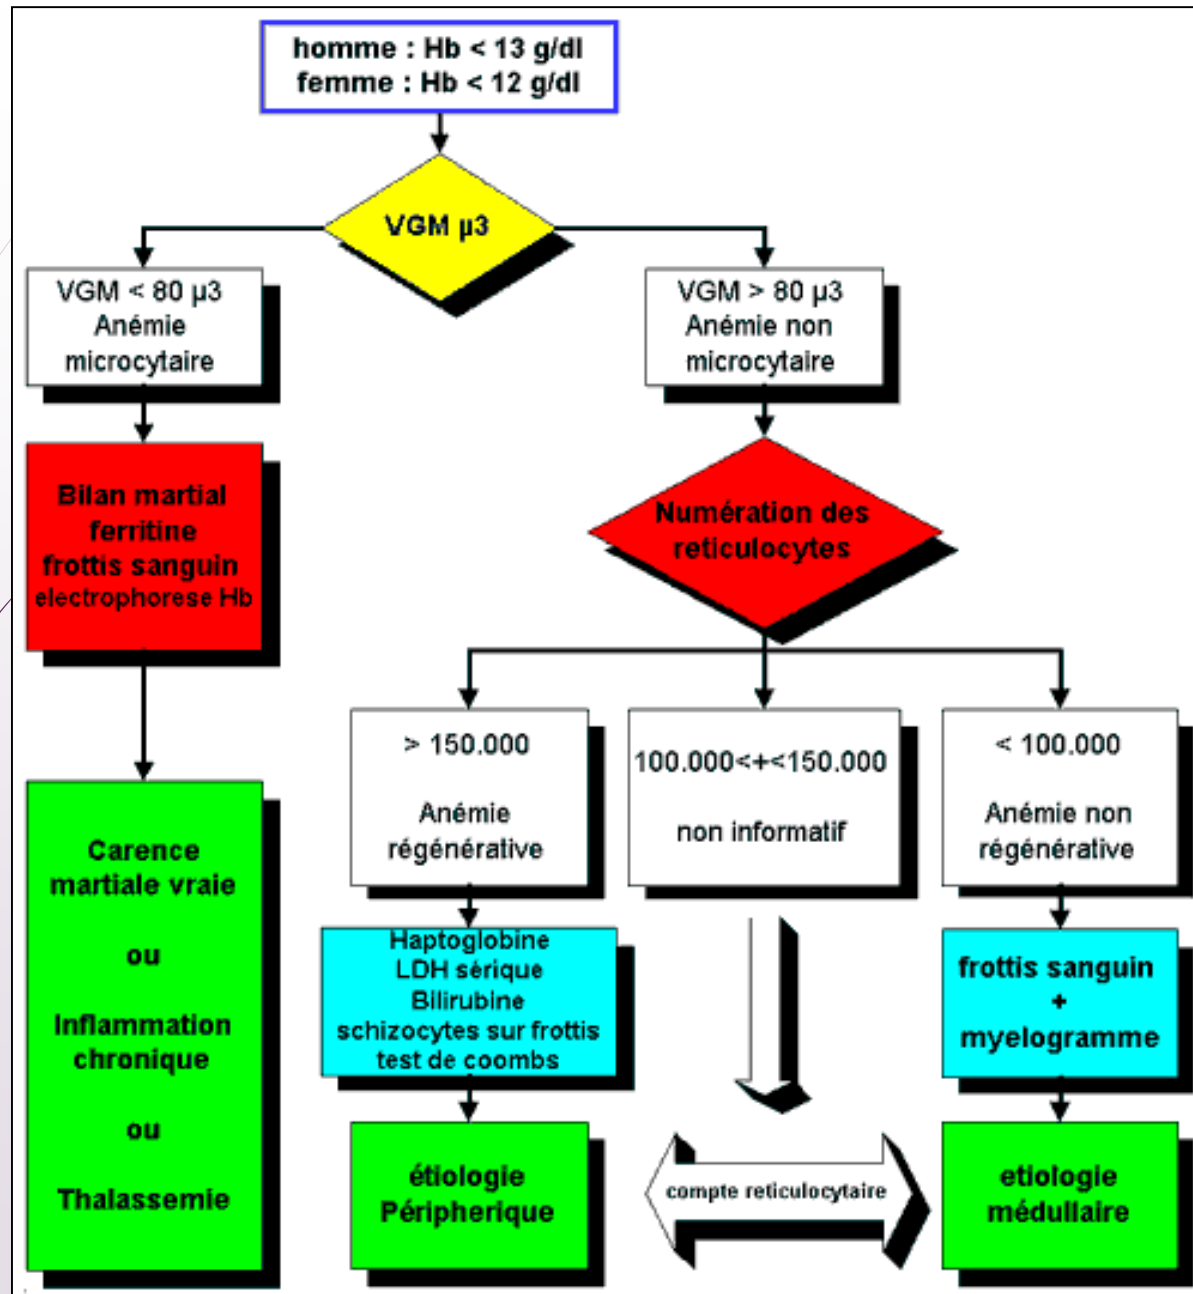 homme : Hb < 13 g/dl
femme : Hb < 12 g/dl
VGM µ3
VGM < 80 µ3
Anémie
microcytaire
VGM > 80 µ3
Anémie non
microcytaire
Bilan martial
ferritine
frottis sanguin
electrophorese Hb
Numération des
reticulocytes
> 150.000
Anémie
régénérative
100.000<+<150.000
non informatif
< 100.000
Anémie non
régénérative
Carence
martiale vraie
ou
Inflammation
chronique
ou
Thalassemie
Haptoglobine
LDH sérique
Bilirubine
schizocytes sur frottis
test de coombs
frottis sanguin
+
myelogramme
étiologie
Péripherique
compte reticulocytaire
etiologie
médullaire